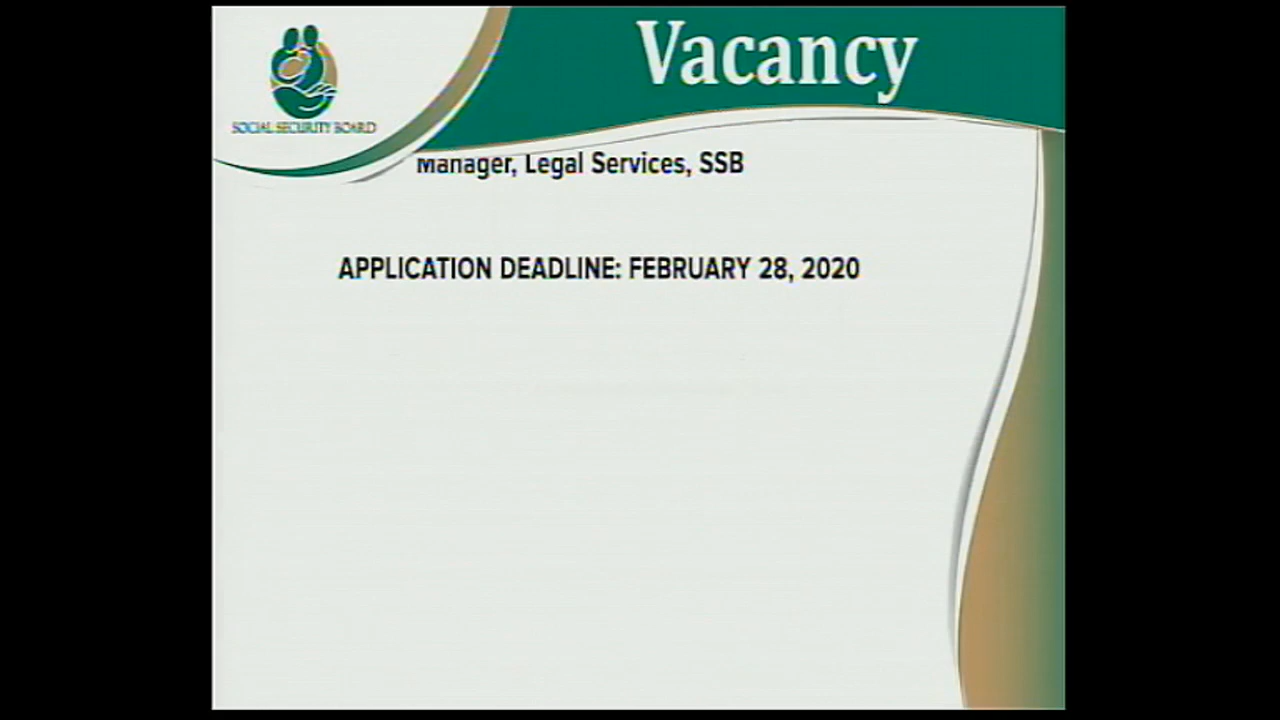 Vacancy
SOCIAL SECURITY BOARD
Manager, Legal Services, SSB
APPLICATION DEADLINE: FEBRUARY 28, 2020